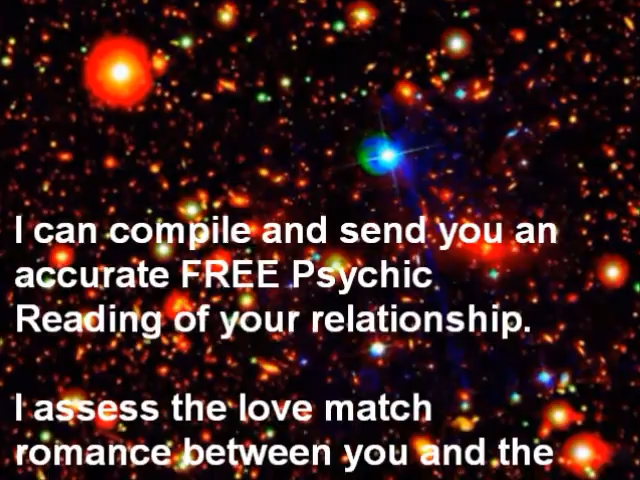 I can compile and send you an
accurate FREE Psychic
Reading of your relationship.
I assess the love match
romance between you and the